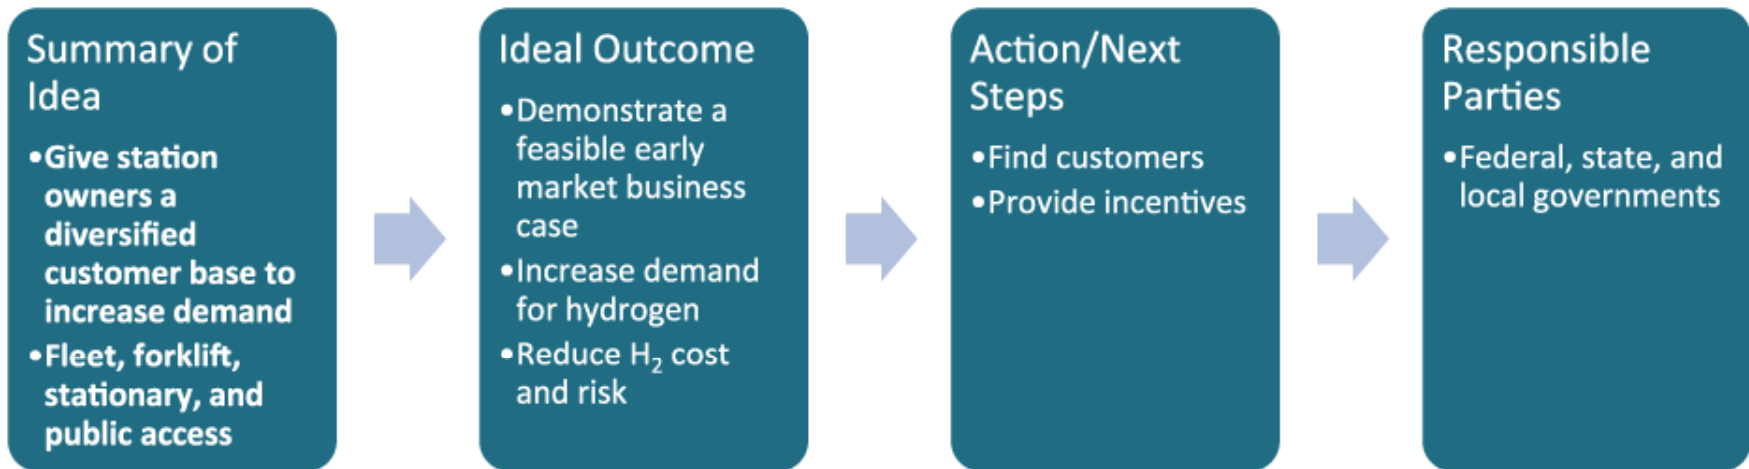 Summary of
Idea
•Give station
owners a
diversified
customer base to
increase demand
•Fleet, forklift,
stationary, and
public access
Ideal Outcome
•Demonstrate a
feasible early
market business
case
•Increase demand
for hydrogen
•Reduce H₂ cost
and risk
Action/Next
Steps
•Find customers
•Provide incentives
Responsible
Parties
•Federal, state, and
local governments